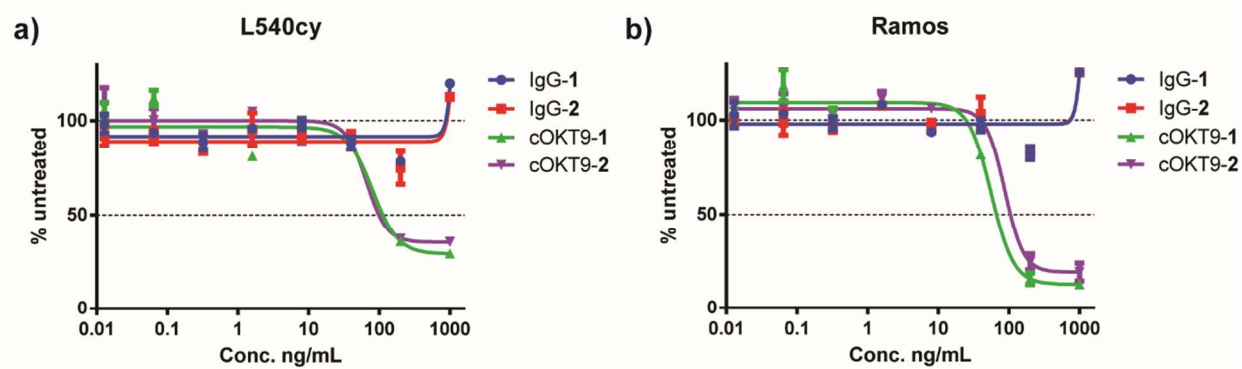 a)
L540cy
% untreated
100
50
0
0.01 0.1 1 10 100 1000
Conc. ng/mL
IgG-1
IgG-2
cOKT9-1
cOKT9-2
b)
Ramos
% untreated
100
50
0
0.01 0.1 1 10 100 1000
Conc. ng/mL
IgG-1
IgG-2
cOKT9-1
cOKT9-2